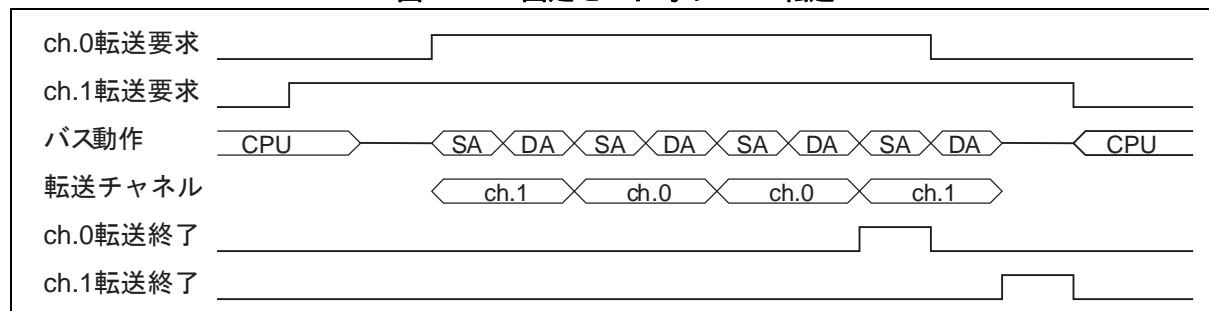 ch.0転送要求
ch.1転送要求
バス動作 CPU SA DA SA DA SA DA SA DA CPU
転送チャネル ch.1 ch.0 ch.0 ch.1
ch.0転送終了
ch.1転送終了